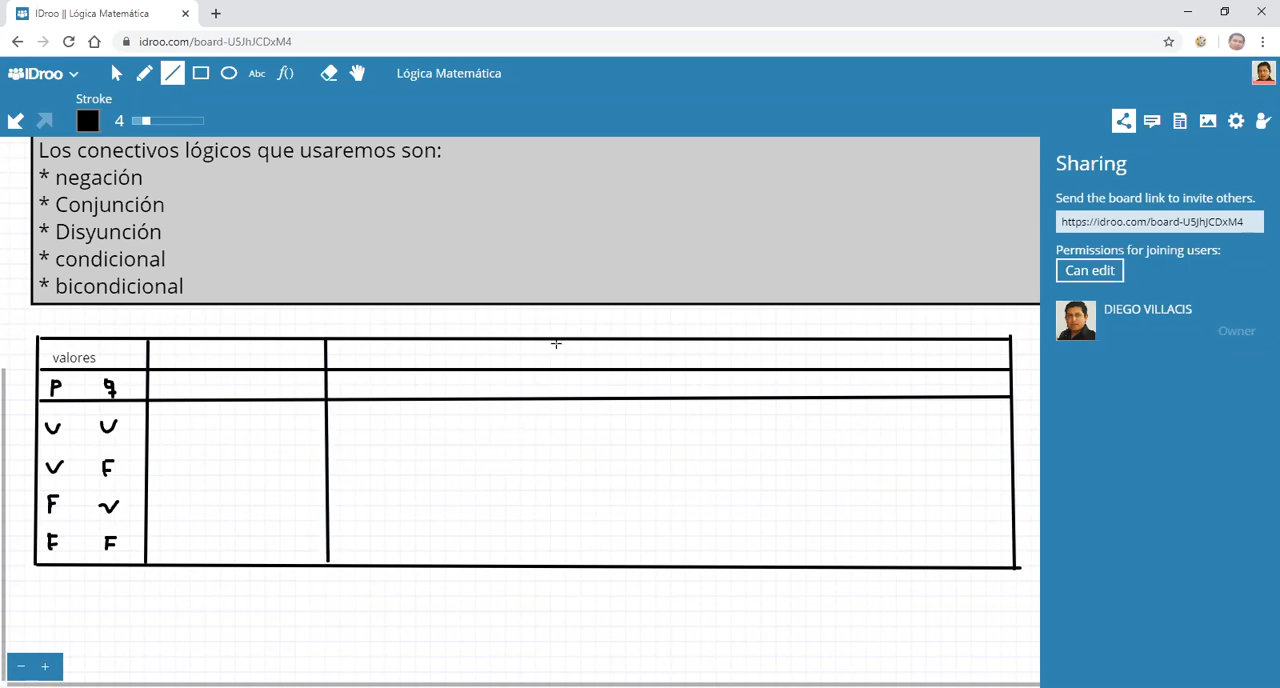 IDroo || Lógica Matemática
idroo.com/board-U5JhJCDxM4
IDroo
Abc
f()
Lógica Matemática
Stroke
4
Los conectivos lógicos que usaremos son:
* negación
* Conjunción
* Disyunción
* condicional
* bicondicional
Sharing
Send the board link to invite others.
https://idroo.com/board-U5JhJCDxM4
Permissions for joining users:
Can edit
DIEGO VILLACIS
Owner
valores
P q
V V
V F
F V
F F